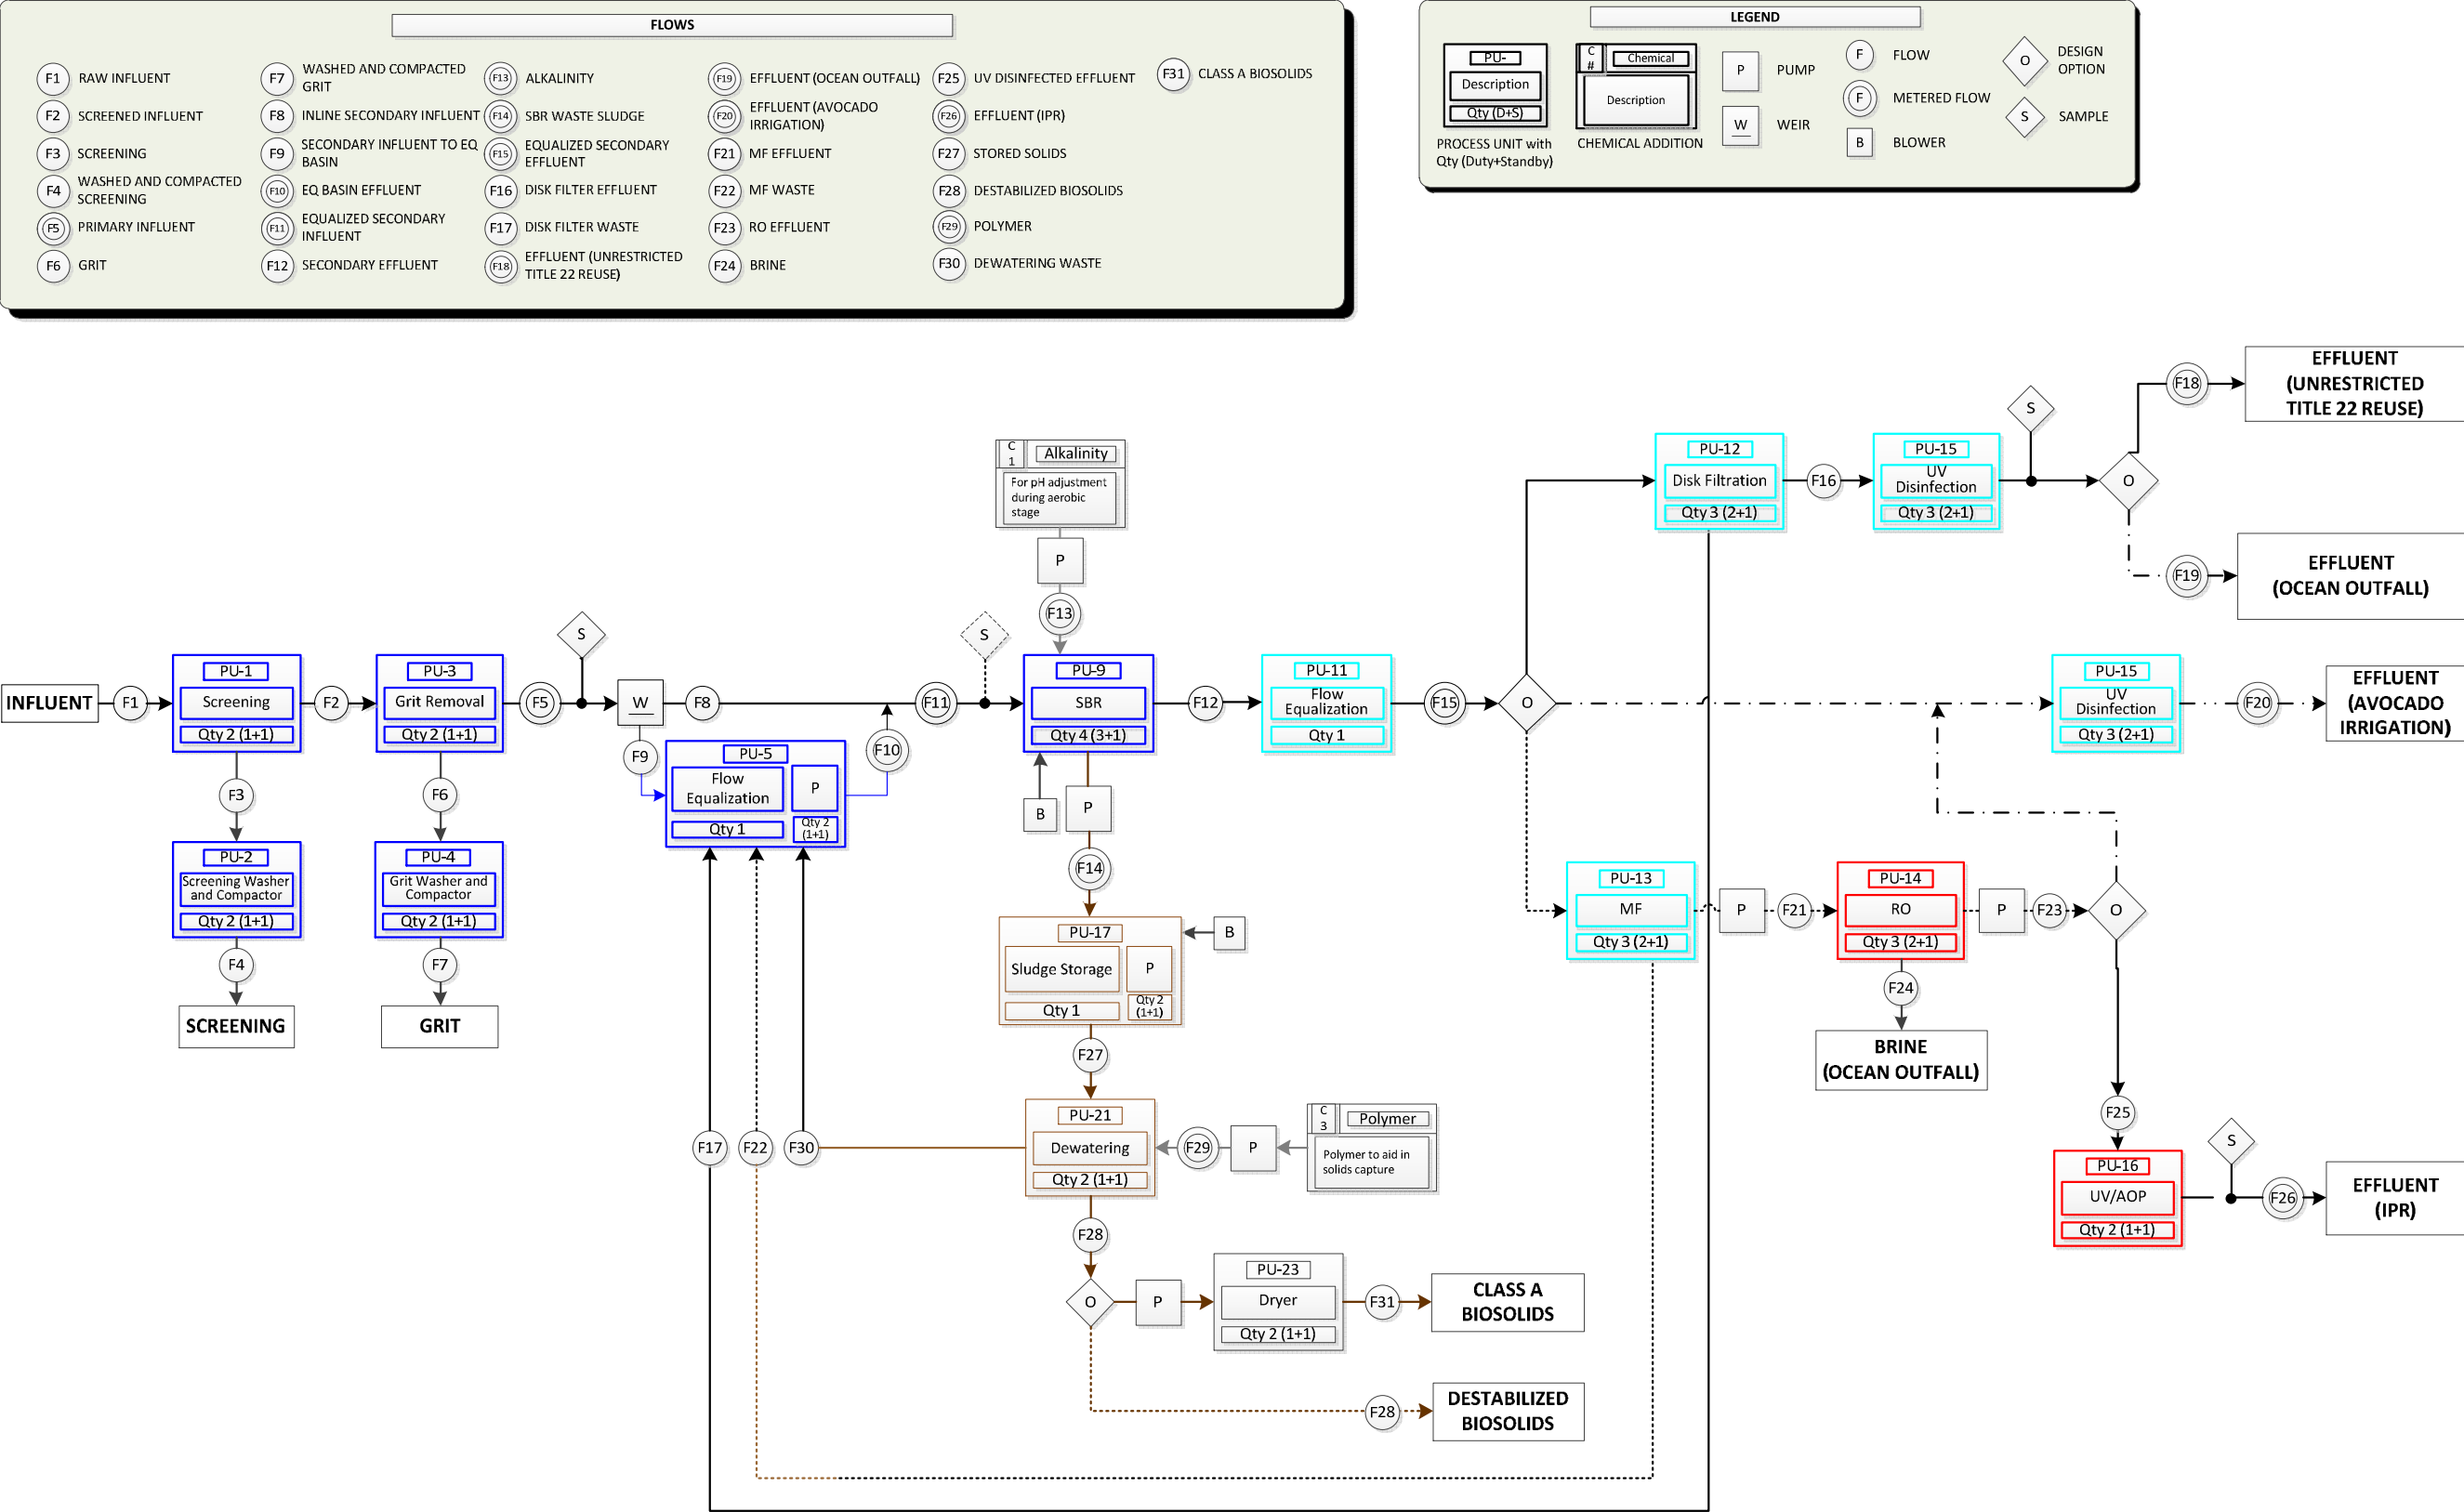 FLOWS
F1 RAW INFLUENT
F2 SCREENED INFLUENT
F3 SCREENING
F4 WASHED AND COMPACTED
SCREENING
F5 PRIMARY INFLUENT
F6 GRIT
F7 WASHED AND COMPACTED
GRIT
F8 INLINE SECONDARY INFLUENT
F9 SECONDARY INFLUENT TO EQ
BASIN
F10 EQ BASIN EFFLUENT
F11 EQUALIZED SECONDARY
INFLUENT
F12 SECONDARY EFFLUENT
F13 ALKALINITY
F14 SBR WASTE SLUDGE
F15 EQUALIZED SECONDARY
EFFLUENT
F16 DISK FILTER EFFLUENT
F17 DISK FILTER WASTE
F18 EFFLUENT (UNRESTRICTED
TITLE 22 REUSE)
F19 EFFLUENT (OCEAN OUTFALL)
F20 EFFLUENT (AVOCADO
IRRIGATION)
F21 MF EFFLUENT
F22 MF WASTE
F23 RO EFFLUENT
F24 BRINE
F25 UV DISINFECTED EFFLUENT
F26 EFFLUENT (IPR)
F27 STORED SOLIDS
F28 DESTABILIZED BIOSOLIDS
F29 POLYMER
F30 DEWATERING WASTE
F31 CLASS A BIOSOLIDS
LEGEND
PU-
Description
Qty (D+S)
PROCESS UNIT with
Qty (Duty+Standby)
C
#
Chemical
Description
CHEMICAL ADDITION
P PUMP
W WEIR
F FLOW
F METERED FLOW
B BLOWER
O DESIGN
OPTION
S SAMPLE
INFLUENT
F1
PU-1
Screening
Qty 2 (1+1)
F2
PU-3
Grit Removal
Qty 2 (1+1)
F5
S
W
F8
F11
S
F3
PU-2
Screening Washer
and Compactor
Qty 2 (1+1)
F4
SCREENING
F6
PU-4
Grit Washer and
Compactor
Qty 2 (1+1)
F7
GRIT
F9
PU-5
Flow
Equalization
Qty 1
P
Qty 2
(1+1)
F10
C
1
Alkalinity
For pH adjustment
during aerobic
stage
P
F13
PU-9
SBR
Qty 4 (3+1)
B
P
F14
F12
PU-11
Flow
Equalization
Qty 1
F15
O
PU-12
Disk Filtration
Qty 3 (2+1)
F16
PU-15
UV
Disinfection
Qty 3 (2+1)
S
O
F18
EFFLUENT
(UNRESTRICTED
TITLE 22 REUSE)
F19
EFFLUENT
(OCEAN OUTFALL)
PU-15
UV
Disinfection
Qty 3 (2+1)
F20
EFFLUENT
(AVOCADO
IRRIGATION)
PU-13
MF
Qty 3 (2+1)
P
F21
PU-14
RO
Qty 3 (2+1)
P
F23
O
F24
BRINE
(OCEAN OUTFALL)
F25
PU-16
UV/AOP
Qty 2 (1+1)
S
F26
EFFLUENT
(IPR)
PU-17
Sludge Storage
Qty 1
P
Qty 2
(1+1)
B
F27
F17
F22
F30
PU-21
Dewatering
Qty 2 (1+1)
F29
P
C
3
Polymer
Polymer to aid in
solids capture
F28
O
P
PU-23
Dryer
Qty 2 (1+1)
F31
CLASS A
BIOSOLIDS
F28
DESTABILIZED
BIOSOLIDS